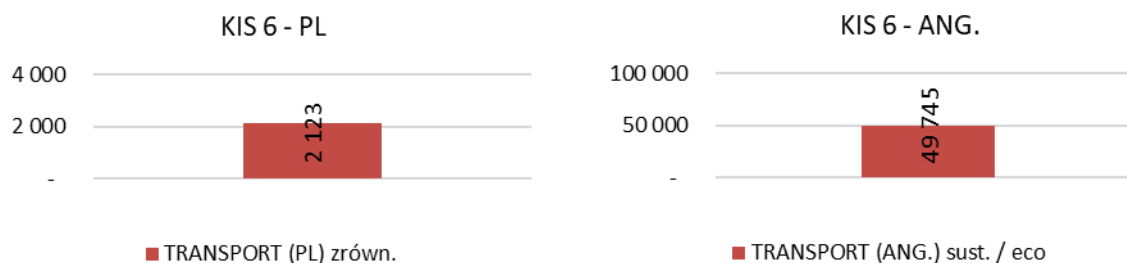 KIS 6 - PL
4 000
2 000
-
2 123
TRANSPORT (PL) zrówn.
KIS 6 - ANG.
100 000
50 000
-
49 745
TRANSPORT (ANG.) sust. / eco